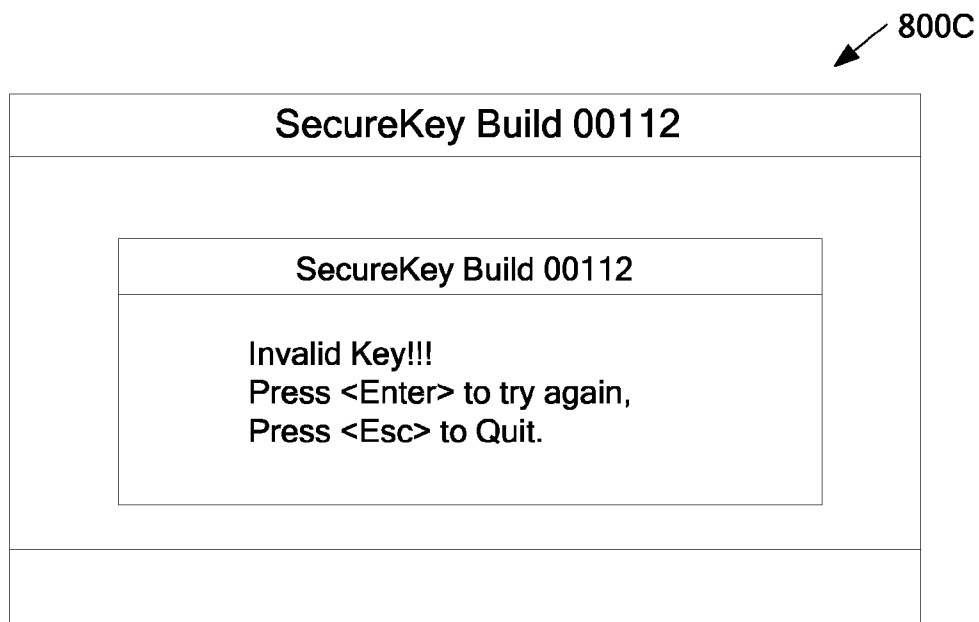 800C
SecureKey Build 00112
SecureKey Build 00112
Invalid Key!!!
Press <Enter> to try again,
Press <Esc> to Quit.